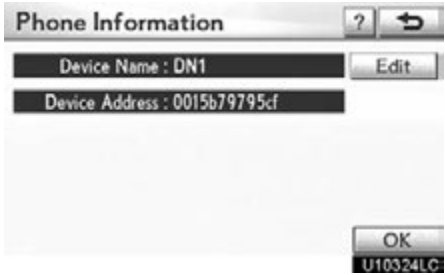 Phone Information ?
Device Name : DN1 Edit
Device Address : 0015b79795cf
OK
U10324LC